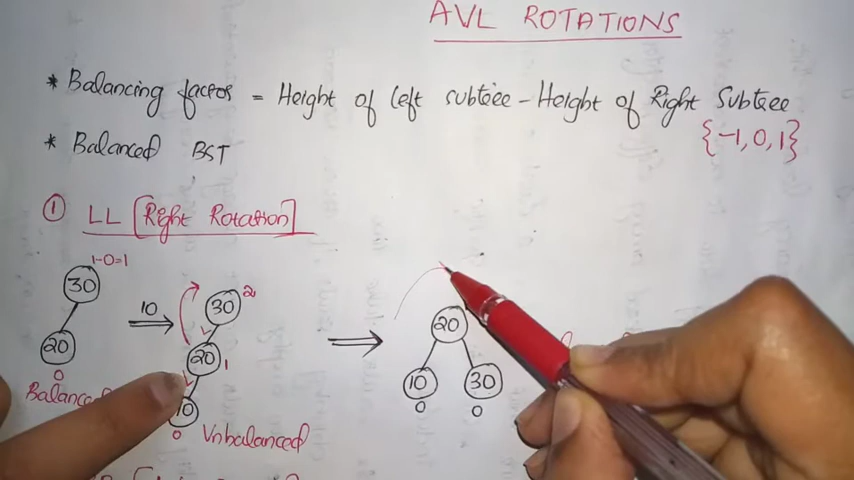 AVL ROTATIONS
* Balancing factor = Height of left subtree - Height of Right Subtree
{-1, 0, 1}
* Balanced BST
① LL [Right Rotation]
1-0=1
30
20
0
Balanced
10
30 2
20 1
10
0
Unbalanced
20
10 30
0 0